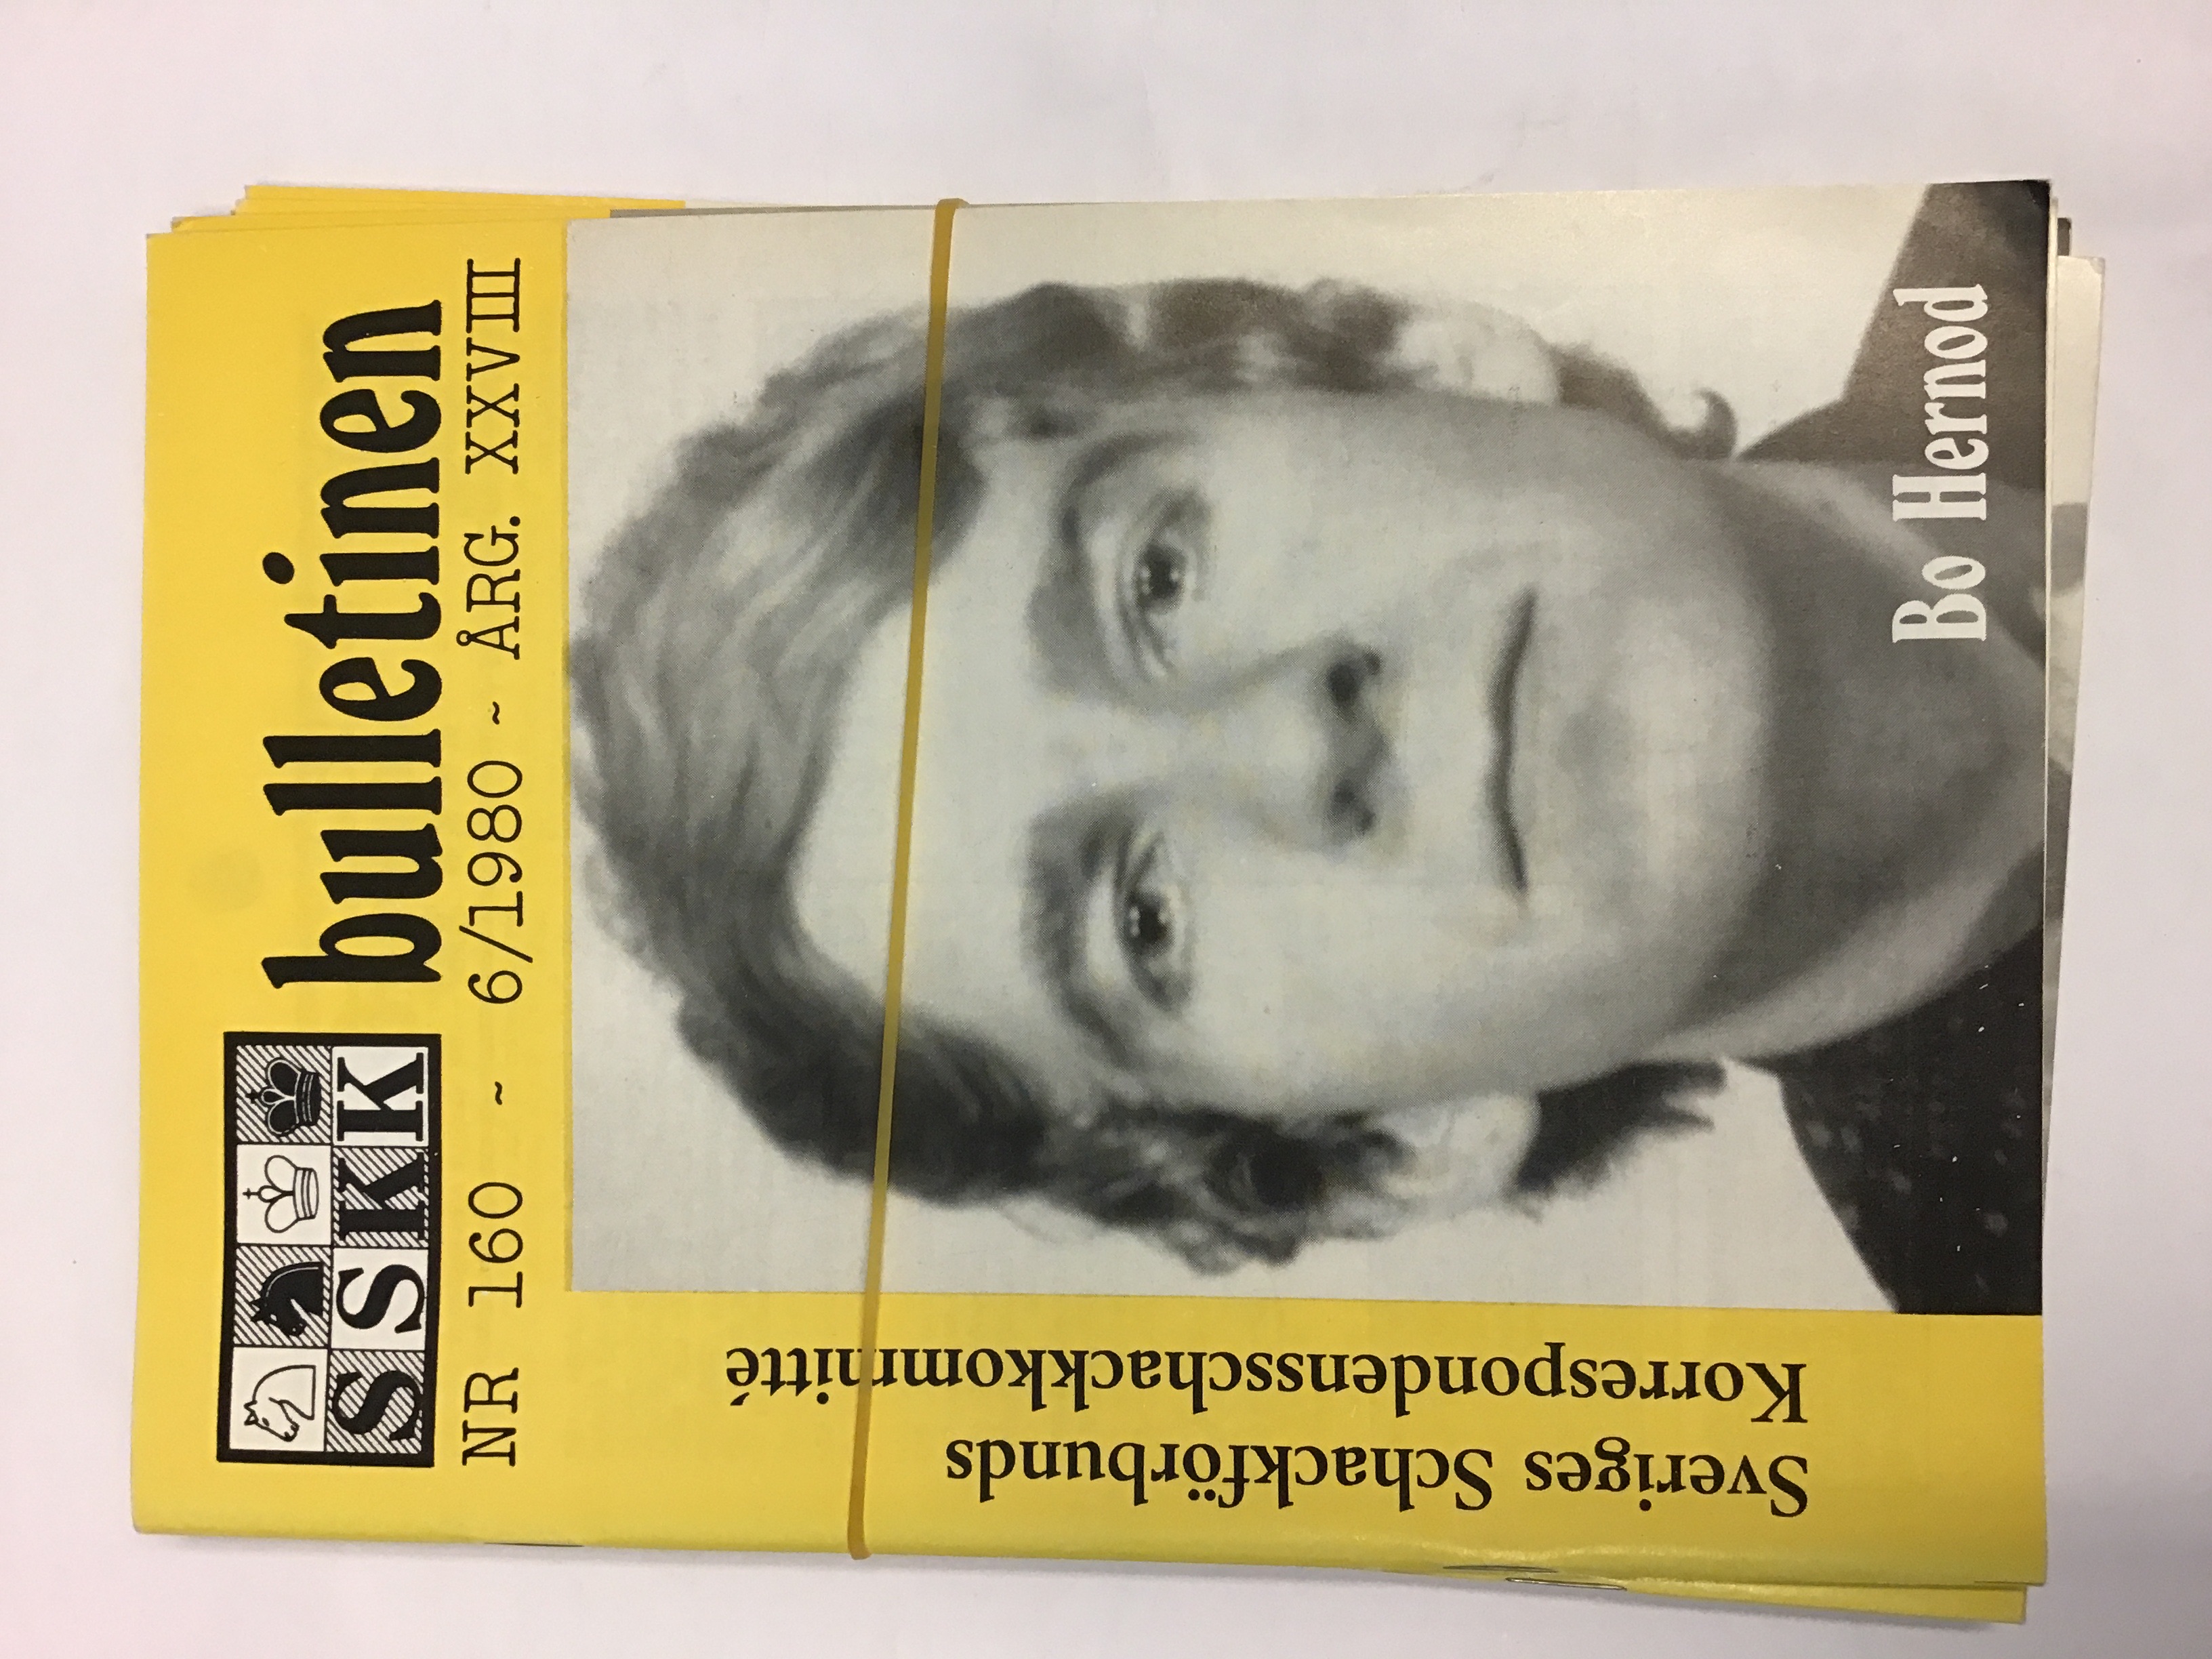 SSKK bulletinen
NR 160 ~ 6/1980 ~ ÅRG. XXVIII
Sveriges Schackförbunds
Korrespondensschackkommitté
Bo Hernod